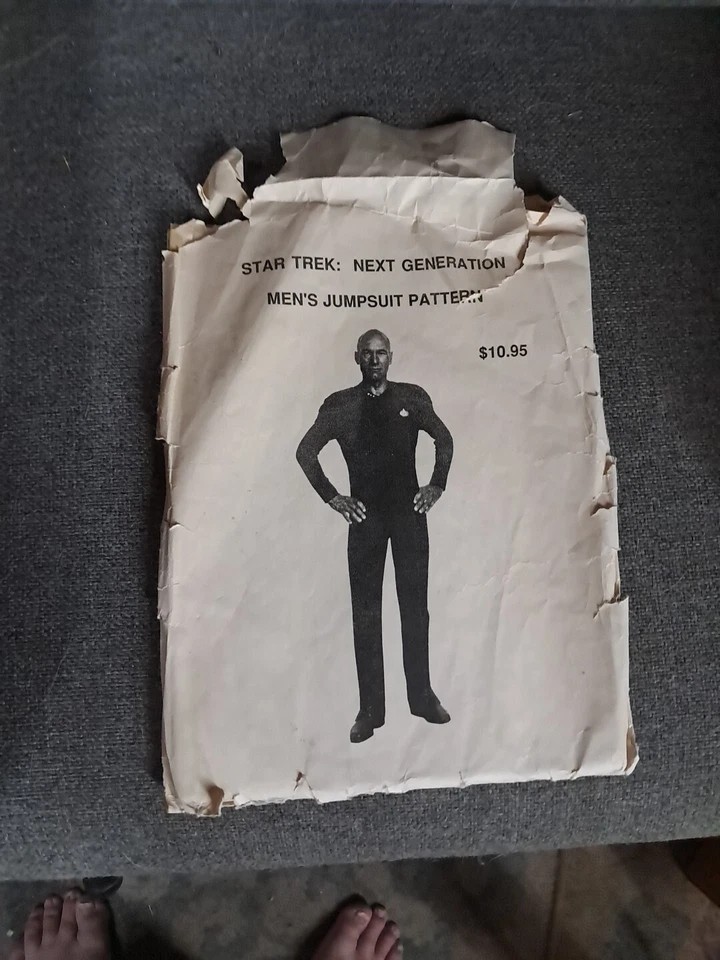 STAR TREK: NEXT GENERATION
MEN'S JUMPSUIT PATTERN
$10.95